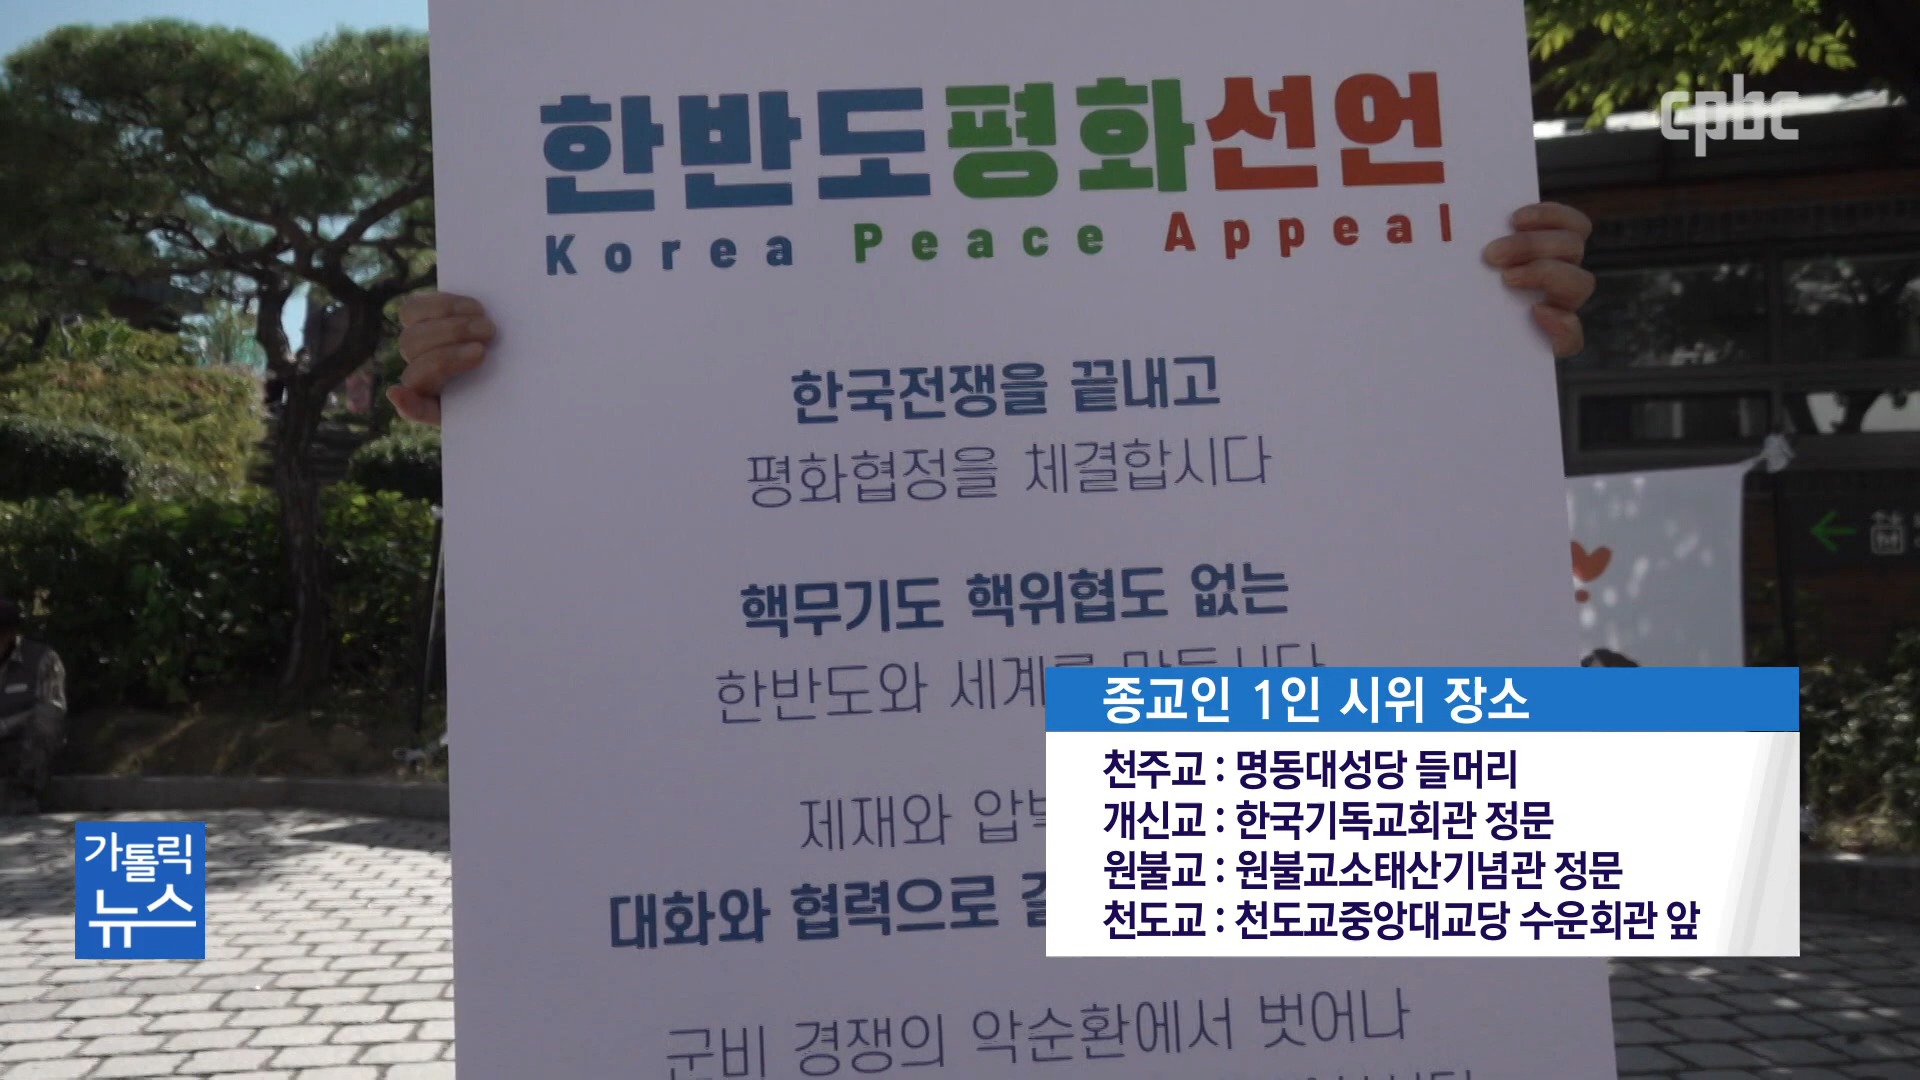 cpbc
한반도평화선언
Korea Peace Appeal
한국전쟁을 끝내고
평화협정을 체결합시다
핵무기도 핵위협도 없는
한반도와 세계
제재와
대화와 협력으로
군비 경쟁의 악순환에서 벗어나
종교인 1인 시위 장소
천주교 : 명동대성당 들머리
개신교 : 한국기독교회관 정문
원불교 : 원불교소태산기념관 정문
천도교 : 천도교중앙대교당 수운회관 앞
가톨릭
뉴스